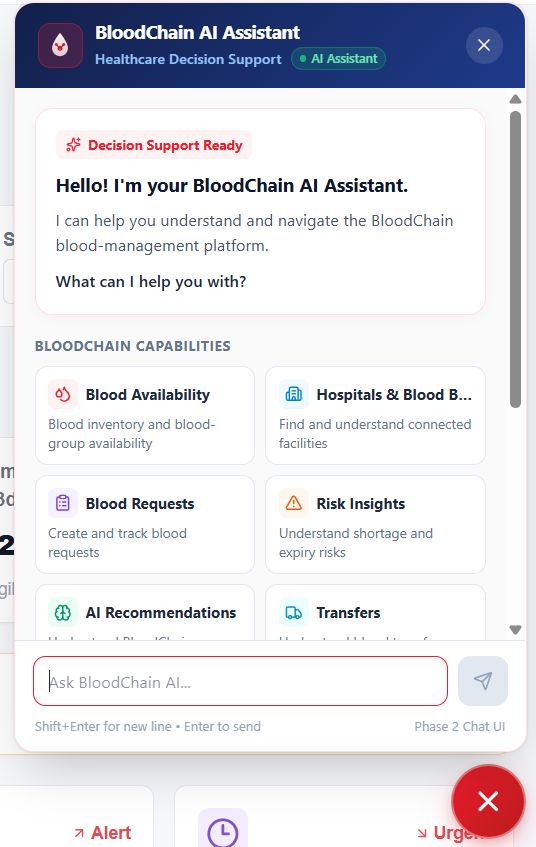 BloodChain AI Assistant
Healthcare Decision Support
AI Assistant
Decision Support Ready
Hello! I'm your BloodChain AI Assistant.
I can help you understand and navigate the BloodChain
blood-management platform.
What can I help you with?
BLOODCHAIN CAPABILITIES
Blood Availability
Blood inventory and blood-
group availability
Hospitals & Blood B...
Find and understand connected
facilities
Blood Requests
Create and track blood
requests
Risk Insights
Understand shortage and
expiry risks
AI Recommendations
Transfers
Ask BloodChain AI...
Shift+Enter for new line • Enter to send
Phase 2 Chat UI
Alert